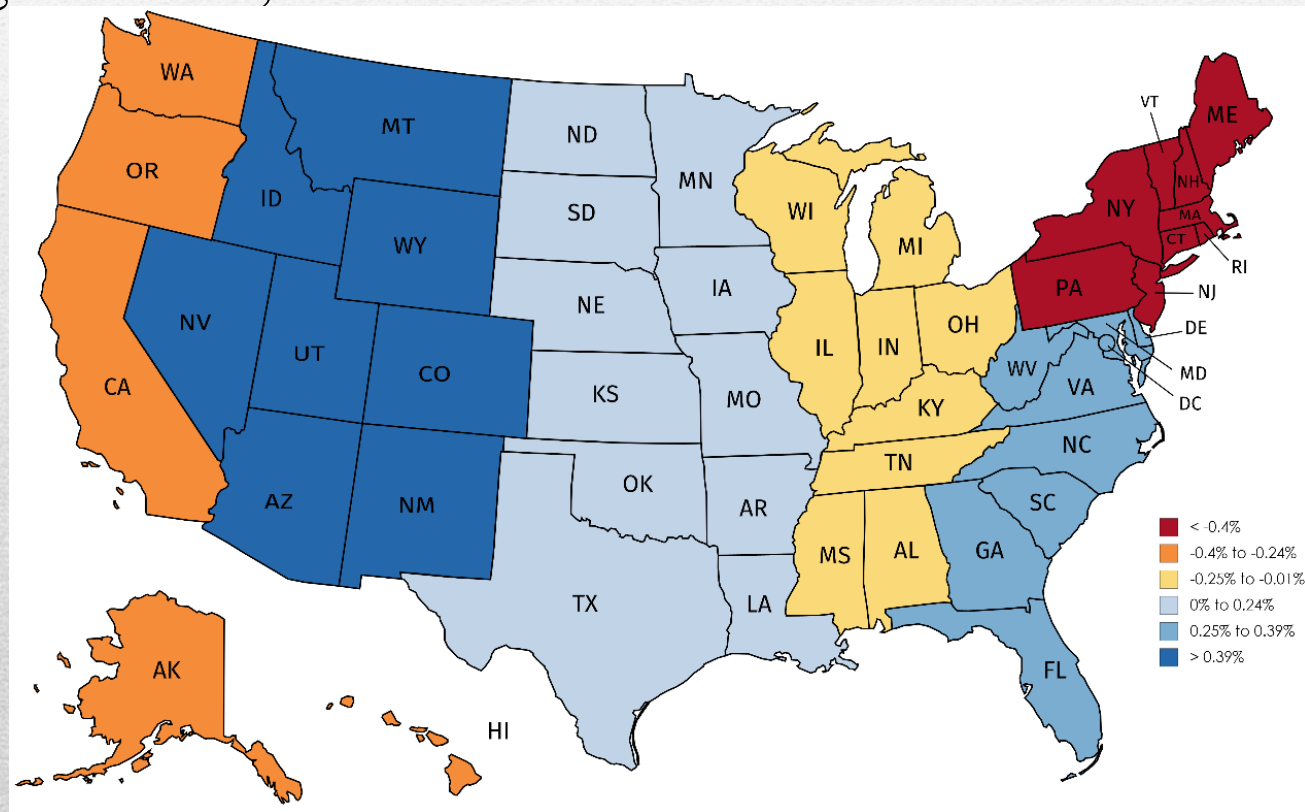 WA
MT
ND
MN
VT
ME
OR
ID
SD
WI
NY
NH
MA
WY
MI
CT
RI
IA
PA
NJ
NE
NV
OH
DE
UT
IL
IN
CO
WV
MD
CA
KS
MO
VA
DC
KY
NC
TN
AZ
NM
OK
AR
SC
MS
AL
GA
TX
LA
AK
FL
HI
< -0.4%
-0.4% to -0.24%
-0.25% to -0.01%
0% to 0.24%
0.25% to 0.39%
> 0.39%